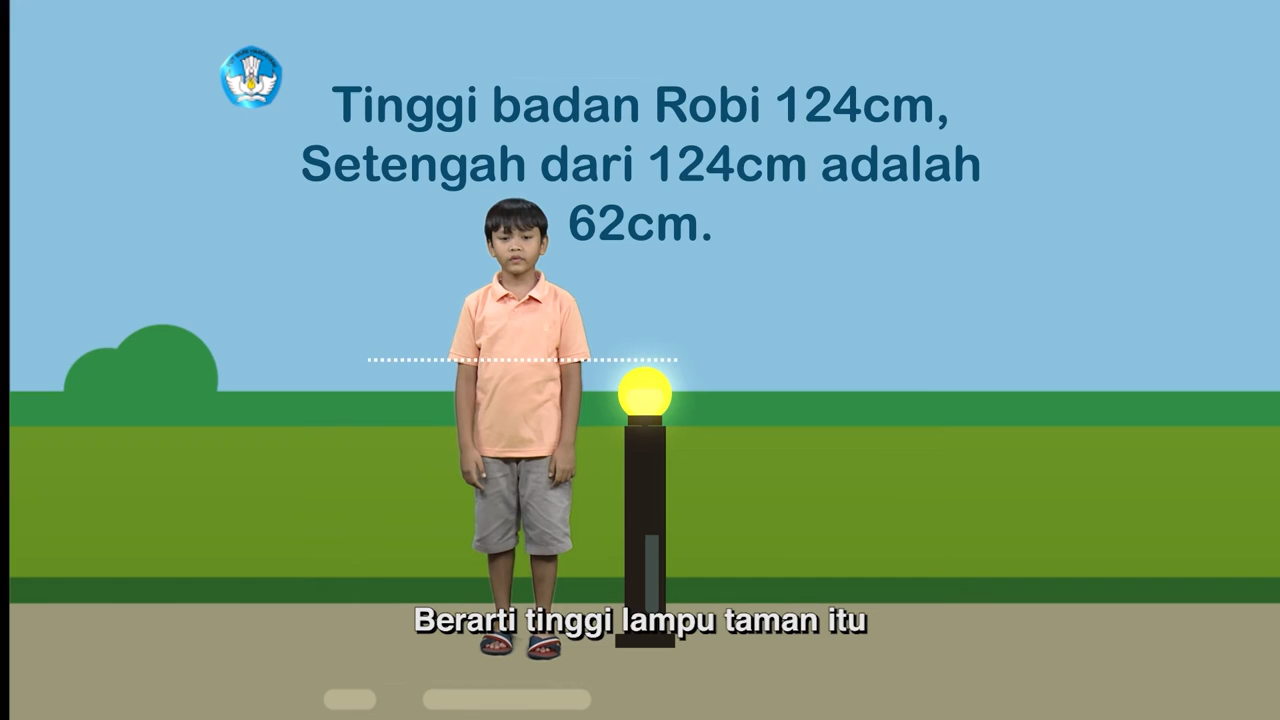 Tinggi badan Robi 124cm,
Setengah dari 124cm adalah
62cm.
Berarti tinggi lampu taman itu